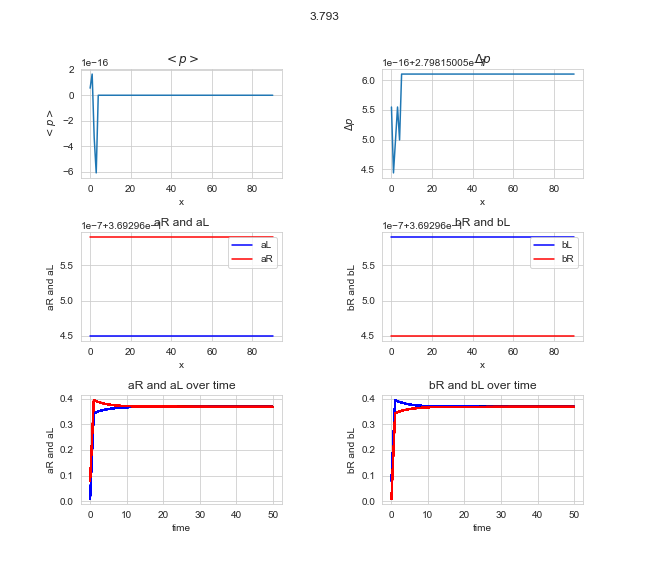 3.793
<p>
1e−16
2
0
−2
−4
−6
<p>
0 20 40 60 80
x
Δp
1e−16+2.79815005e−1
6.0
5.5
5.0
4.5
Δp
0 20 40 60 80
x
aR and aL
1e−7+3.69296e−1
5.5
5.0
4.5
aR and aL
aL
aR
0 20 40 60 80
x
bR and bL
1e−7+3.69296e−1
5.5
5.0
4.5
bR and bL
bL
bR
0 20 40 60 80
x
aR and aL over time
0.4
0.3
0.2
0.1
0.0
aR and aL
0 10 20 30 40 50
time
bR and bL over time
0.4
0.3
0.2
0.1
0.0
bR and bL
0 10 20 30 40 50
time